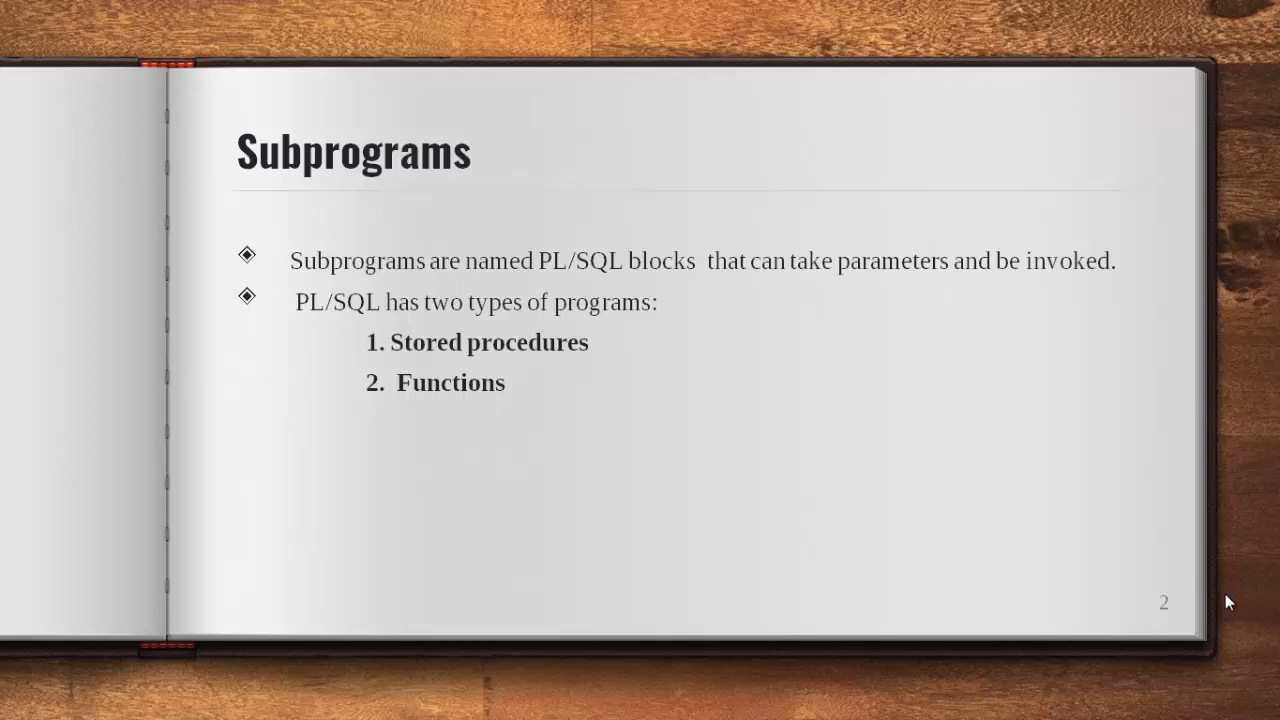 Subprograms
Subprograms are named PL/SQL blocks that can take parameters and be invoked.
PL/SQL has two types of programs:
1. Stored procedures
2. Functions
2